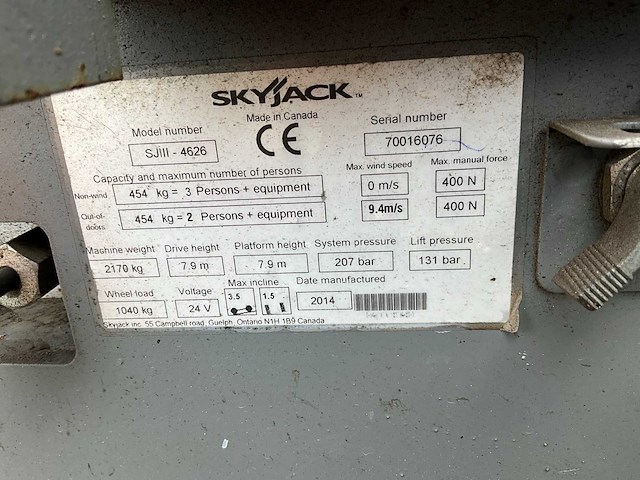 SKYJACK™
Made in Canada
Model number
Serial number
SJIII - 4626
CE
70016076
Capacity and maximum number of persons
Max. wind speed
Max. manual force
Non-wind
454 kg = 3 Persons + equipment
0 m/s
400 N
Out-of-doors
454 kg = 2 Persons + equipment
9.4m/s
400 N
Machine weight
Drive height
Platform height
System pressure
Lift pressure
2170 kg
7.9 m
7.9 m
207 bar
131 bar
Wheel load
Voltage
Max incline
Date manufactured
1040 kg
24 V
3.5
1.5
2014
Skyjack inc. 55 Campbell road, Guelph, Ontario N1H 1B9 Canada